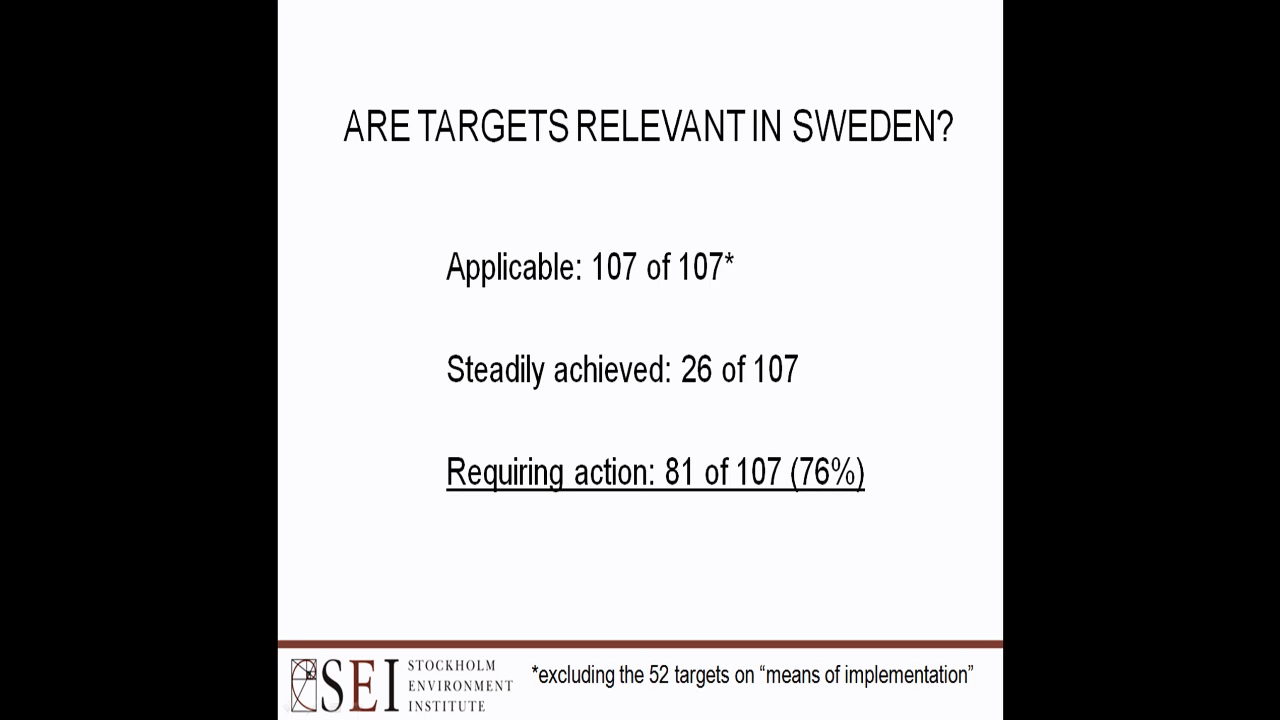 ARE TARGETS RELEVANT IN SWEDEN?
Applicable: 107 of 107*
Steadily achieved: 26 of 107
Requiring action: 81 of 107 (76%)
SEI
STOCKHOLM
ENVIRONMENT
INSTITUTE
*excluding the 52 targets on “means of implementation”